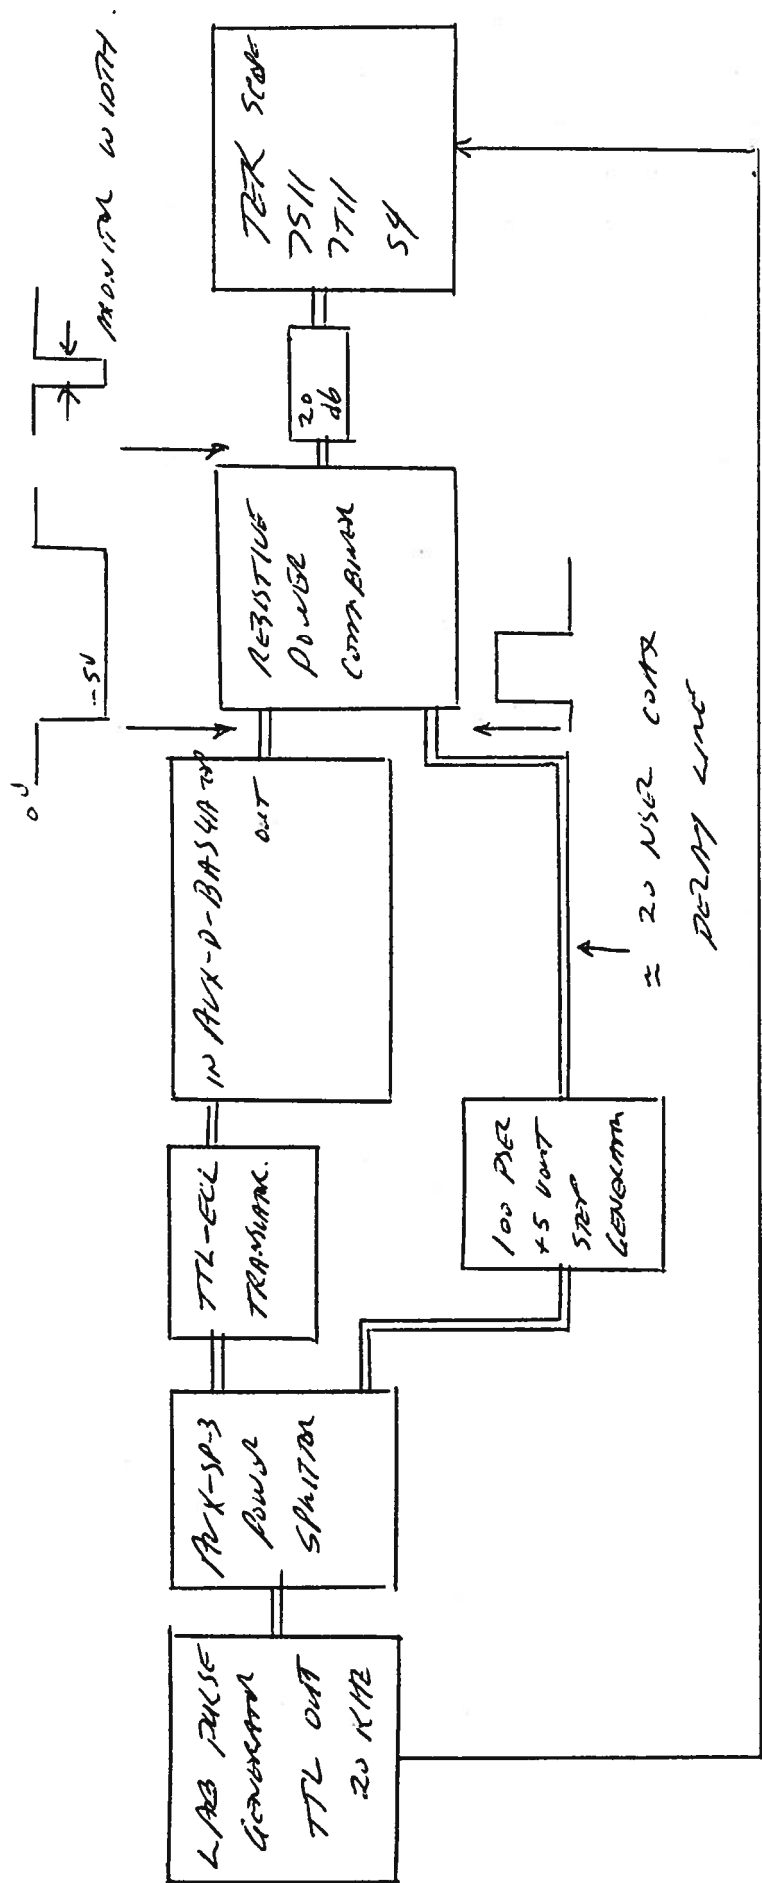 LAB PULSE
GENERATOR
TTL OUT
20 KHZ
AVX-SP-3
POWER
SPLITTER
TTL-ECL
TRANSLATOR.
IN AVX-D-BAS4A
OUT
100 PSEC
+5 VOLT
STEP
GENERATOR
≈ 20 NSEC COAX
DELAY LINE
RESISTIVE
POWER
COMBINER
20
db
TEK SCOPE
7S11
7T11
S4
0V
-5V
MONITOR WIDTH.